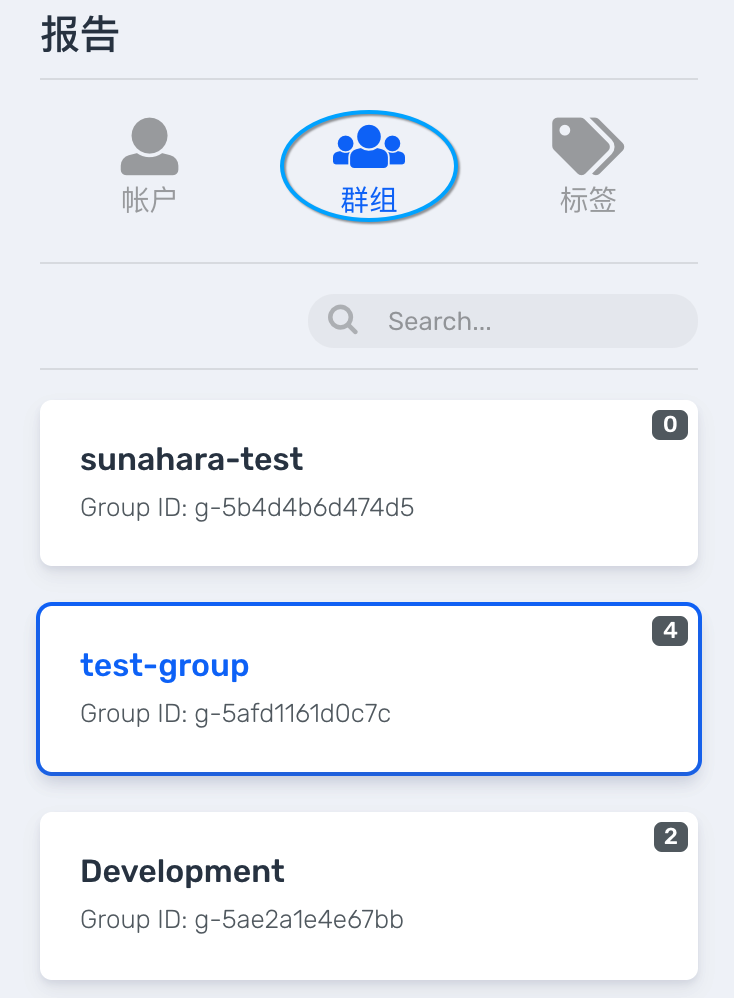 报告
帐户
群组
标签
Search...
0
sunahara-test
Group ID: g-5b4d4b6d474d5
4
test-group
Group ID: g-5afd1161d0c7c
2
Development
Group ID: g-5ae2a1e4e67bb